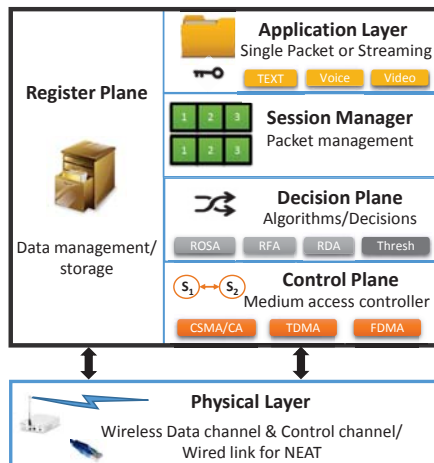 Register Plane
Data management/
storage
Application Layer
Single Packet or Streaming
TEXT Voice Video
Session Manager
1 2 3
1 2 3
Packet management
Decision Plane
Algorithms/Decisions
ROSA RFA RDA Thresh
Control Plane
S1 S2
Medium access controller
CSMA/CA TDMA FDMA
Physical Layer
Wireless Data channel & Control channel/
Wired link for NEAT